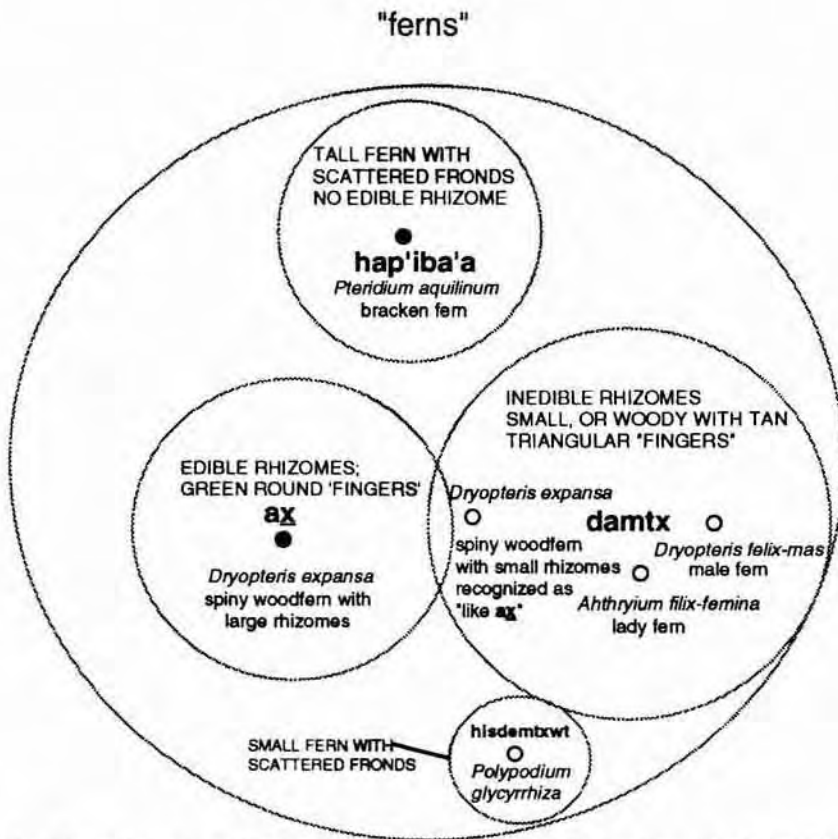 "ferns"
TALL FERN WITH
SCATTERED FRONDS
NO EDIBLE RHIZOME
hap'iba'a
Pteridium aquilinum
bracken fern
INEDIBLE RHIZOMES
SMALL, OR WOODY WITH TAN
TRIANGULAR "FINGERS"
EDIBLE RHIZOMES;
GREEN ROUND 'FINGERS'
ax̲
Dryopteris expansa
spiny woodfern with
large rhizomes
Dryopteris expansa
spiny woodfern
with small rhizomes
recognized as
"like ax̲"
damtx
Dryopteris felix-mas
male fern
Ahthryium filix-femina
lady fern
SMALL FERN WITH
SCATTERED FRONDS
hisdemtxwt
Polypodium
glycyrrhiza